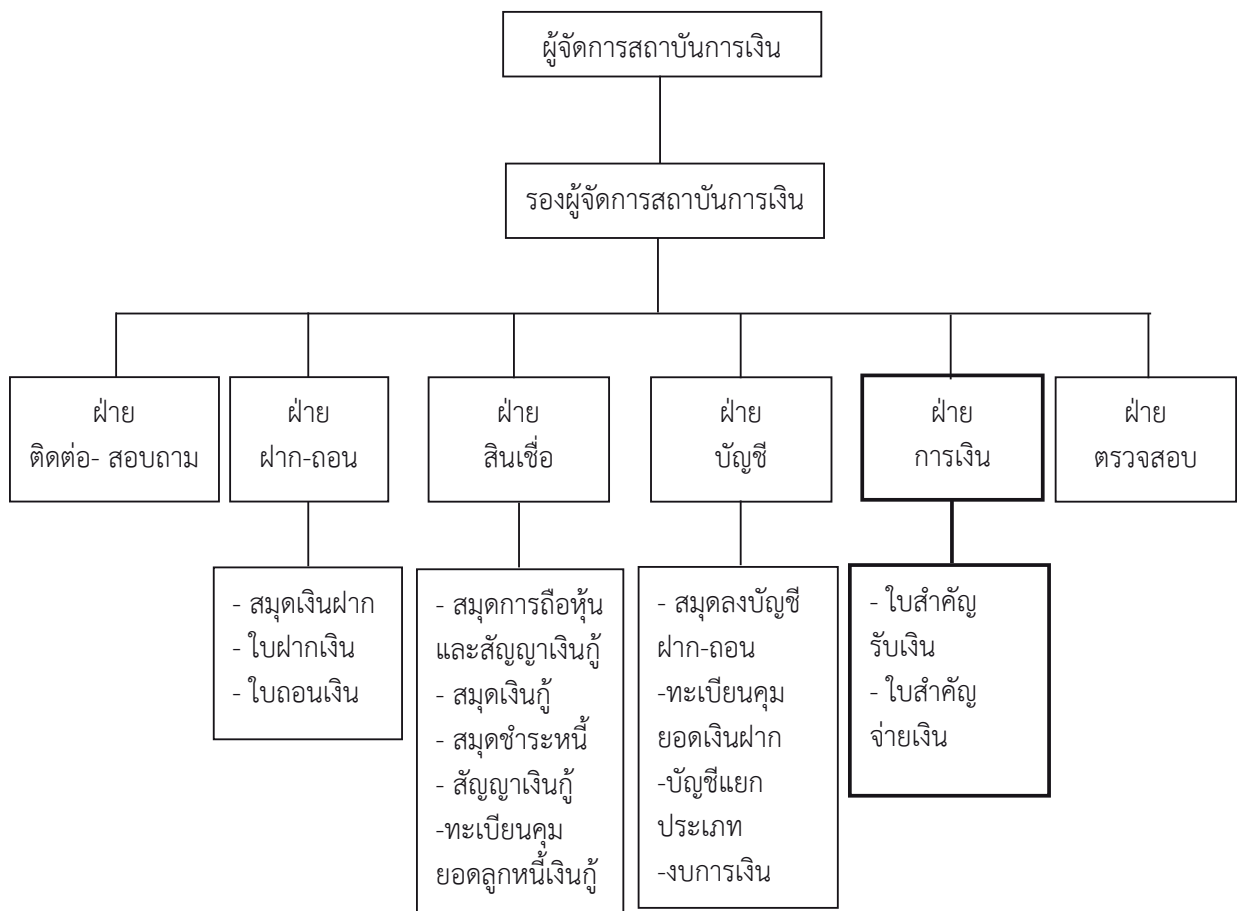 ผู้จัดการสถาบันการเงิน
รองผู้จัดการสถาบันการเงิน
ฝ่าย
ติดต่อ- สอบถาม
ฝ่าย
ฝาก-ถอน
ฝ่าย
สินเชื่อ
ฝ่าย
บัญชี
ฝ่าย
การเงิน
ฝ่าย
ตรวจสอบ
- สมุดเงินฝาก
- ใบฝากเงิน
- ใบถอนเงิน
- สมุดการถือหุ้น
และสัญญาเงินกู้
- สมุดเงินกู้
- สมุดชำระหนี้
- สัญญาเงินกู้
-ทะเบียนคุม
ยอดลูกหนี้เงินกู้
- สมุดลงบัญชี
ฝาก-ถอน
-ทะเบียนคุม
ยอดเงินฝาก
-บัญชีแยก
ประเภท
-งบการเงิน
- ใบสำคัญ
รับเงิน
- ใบสำคัญ
จ่ายเงิน